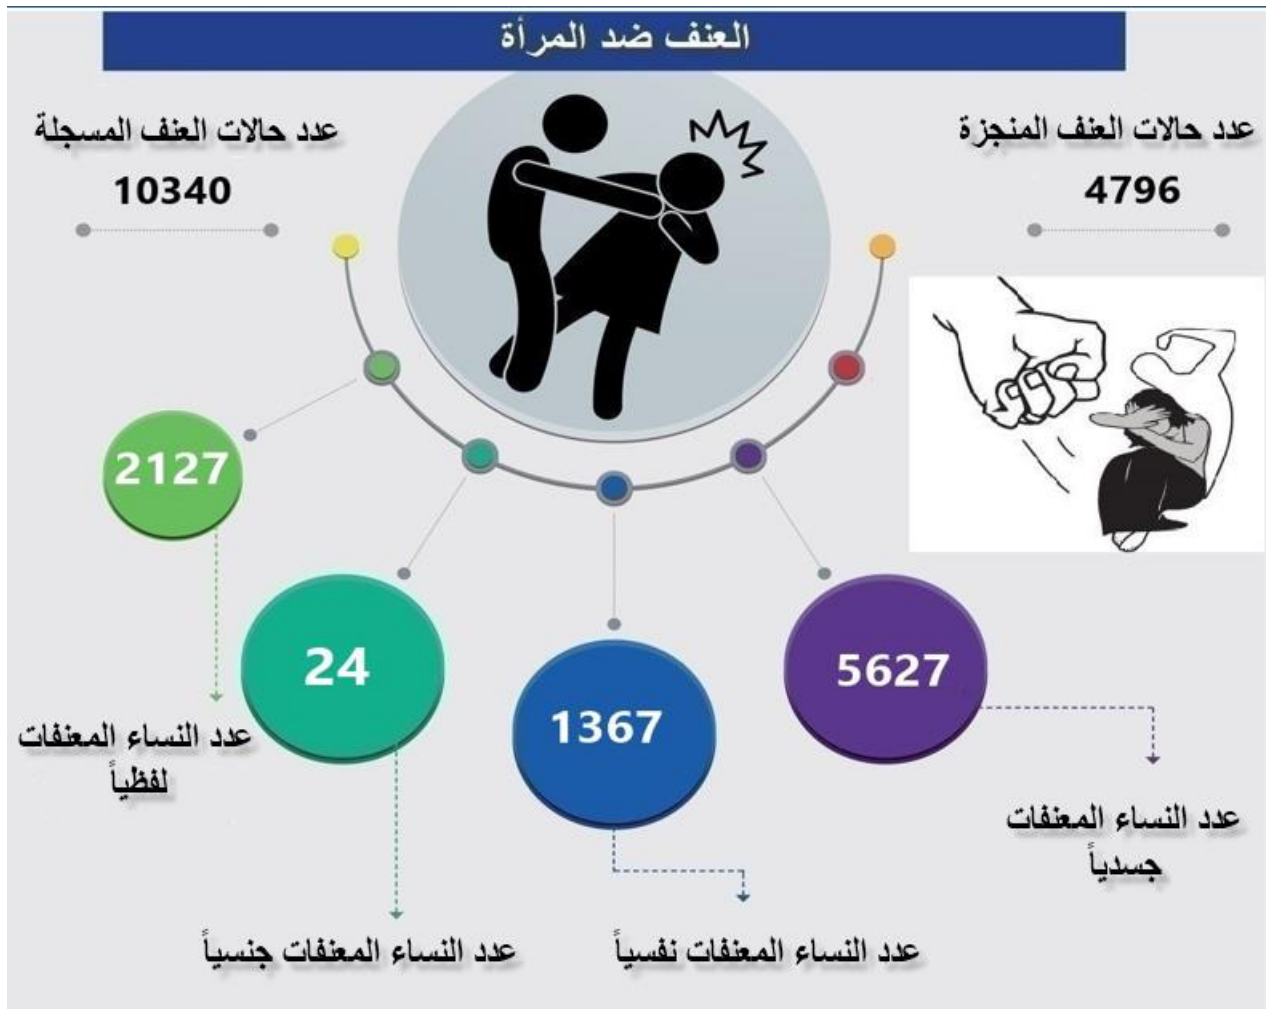 العنف ضد المرأة
عدد حالات العنف المنجزة
4796
عدد حالات العنف المسجلة
10340
5627
عدد النساء المعنفات
جسدياً
1367
عدد النساء المعنفات نفسياً
24
عدد النساء المعنفات جنسياً
2127
عدد النساء المعنفات
لفظياً